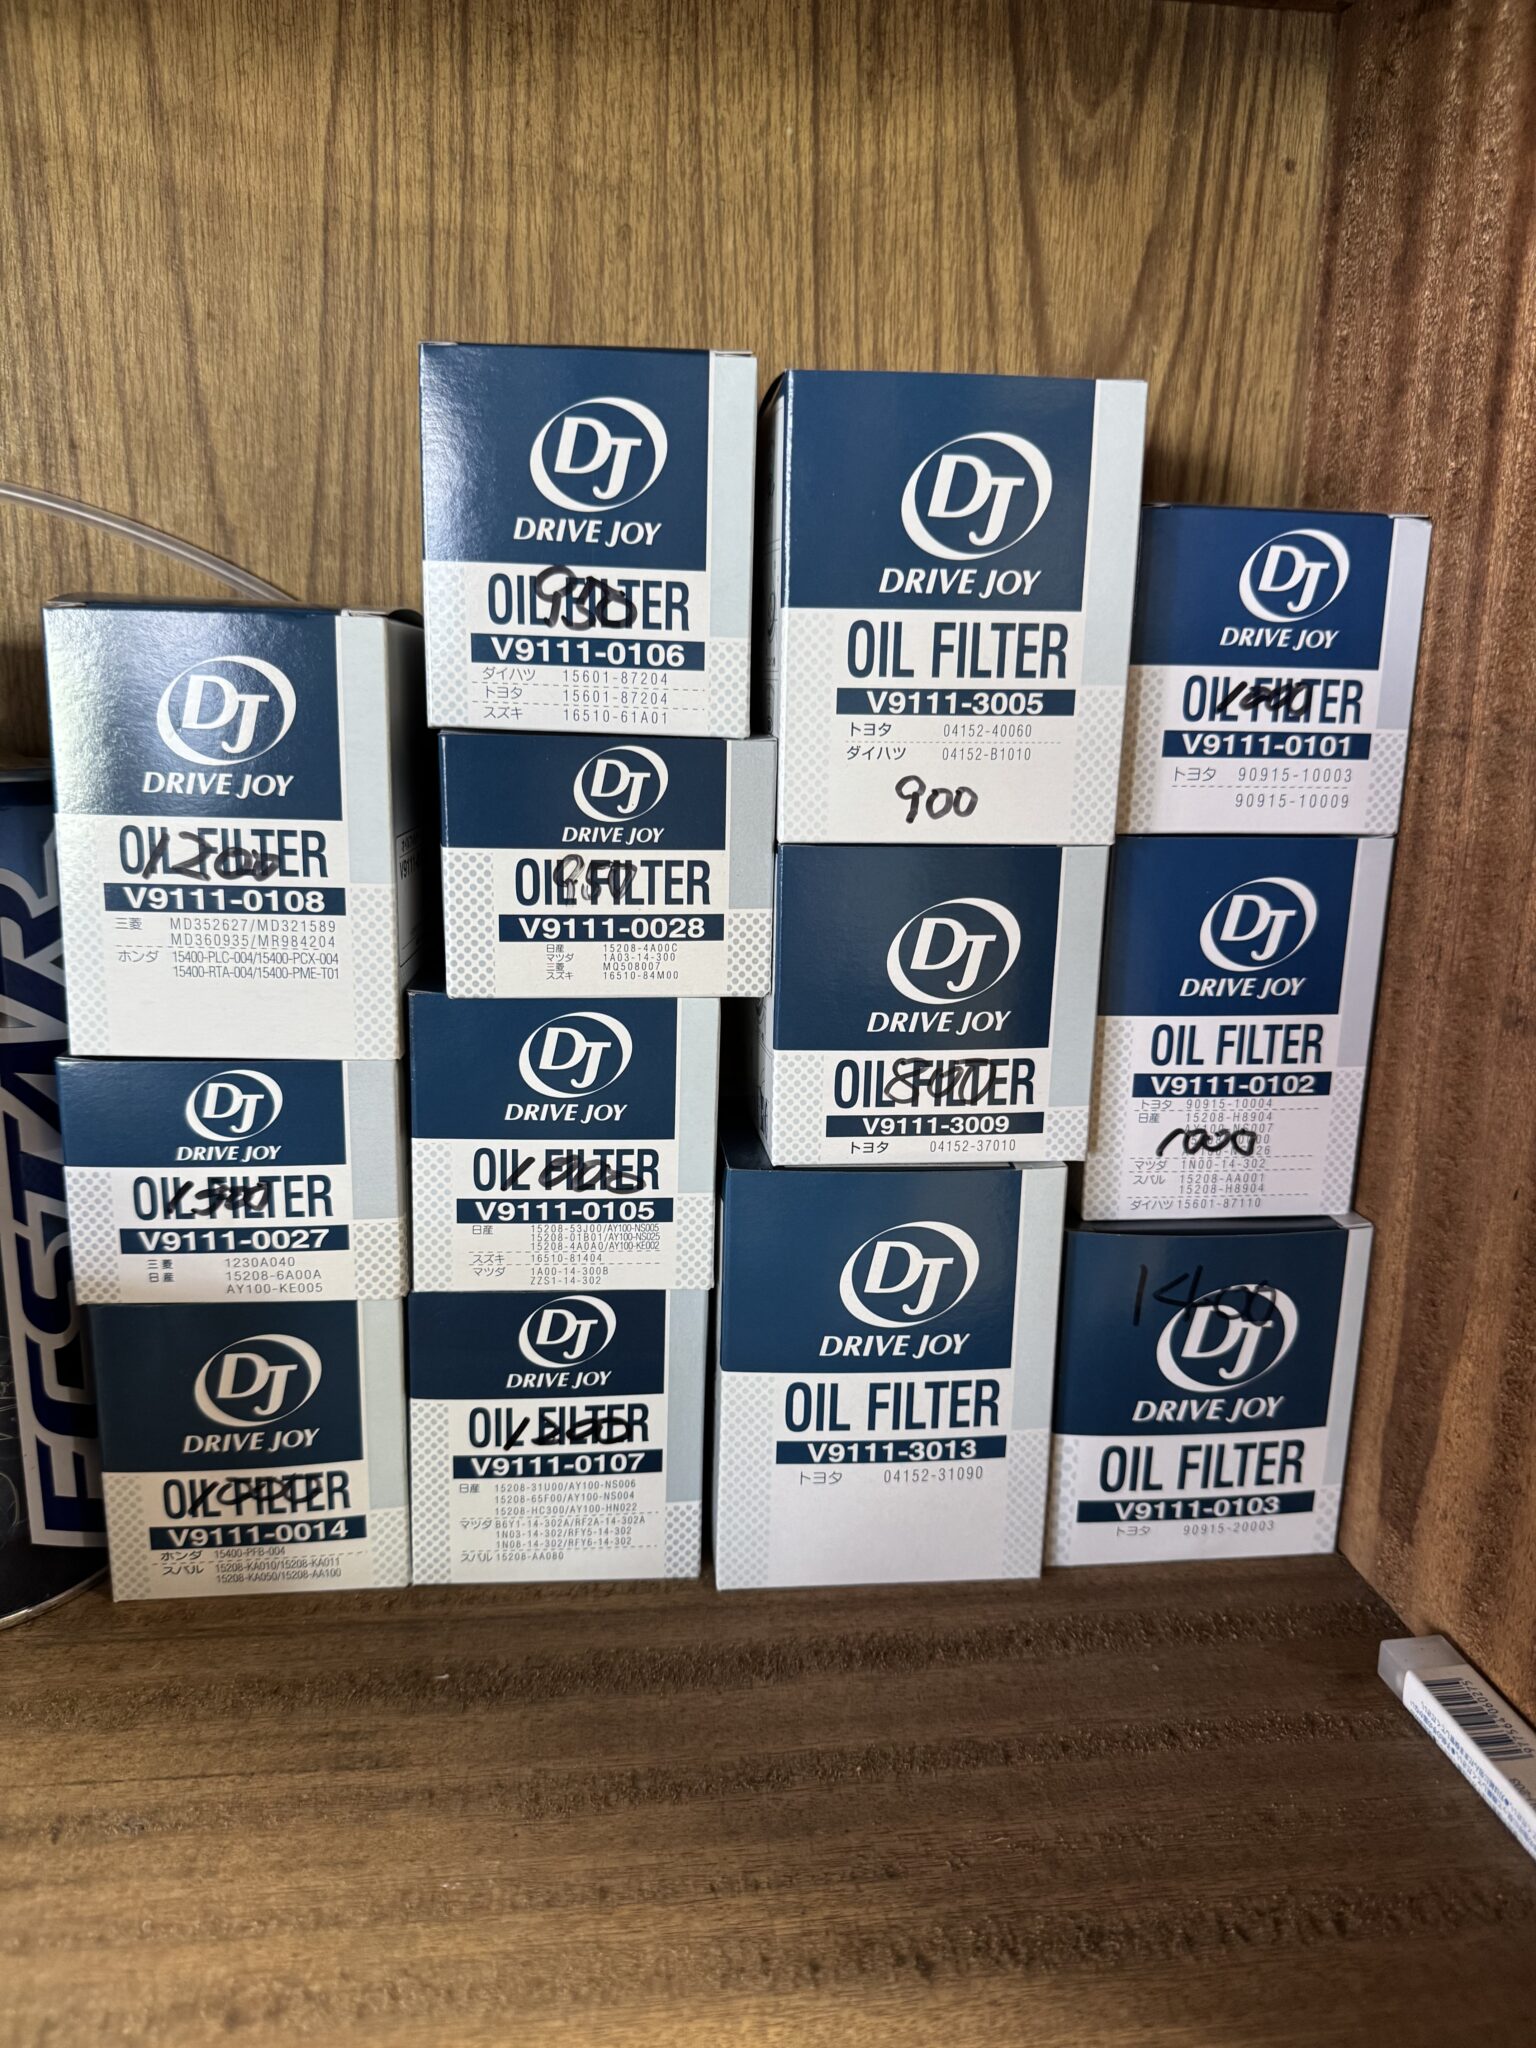 DJ
DRIVE JOY
OIL FILTER
1200
V9111-0108
三菱 MD352627/MD321589
MD360935/MR984204
ホンダ 15400-PLC-004/15400-PCX-004
15400-RTA-004/15400-PME-T01
DJ
DRIVE JOY
OIL FILTER
V9111-0027
三菱 1230A040
日産 15208-6A00A
AY100-KE005
DJ
DRIVE JOY
OIL FILTER
V9111-0014
ホンダ 15400-PFB-004
スバル 15208-KA010/15208-KA011
15208-KA050/15208-AA100
DJ
DRIVE JOY
OIL FILTER
950
V9111-0106
ダイハツ 15601-87204
トヨタ 15601-87204
スズキ 16510-61A01
DJ
DRIVE JOY
OIL FILTER
950
V9111-0028
日産 15208-4A00C
マツダ 1A03-14-300
三菱 MQ508007
スズキ 16510-84M00
DJ
DRIVE JOY
OIL FILTER
V9111-0105
日産 15208-53J00/AY100-NS005
15208-01B01/AY100-NS025
15208-4A0A0/AY100-KE002
スズキ 16510-81404
マツダ 1A00-14-300B
ZZS1-14-302
DJ
DRIVE JOY
OIL FILTER
1200
V9111-0107
日産 15208-31U00/AY100-NS006
15208-65F00/AY100-NS004
15208-HC300/AY100-HN022
マツダ B6Y1-14-302A/RF2A-14-302A
1N03-14-302/RFY5-14-302
1N08-14-302/RFY6-14-302
スバル 15208-AA080
DJ
DRIVE JOY
OIL FILTER
V9111-3005
トヨタ 04152-40060
ダイハツ 04152-B1010
900
DJ
DRIVE JOY
OIL FILTER
800
V9111-3009
トヨタ 04152-37010
DJ
DRIVE JOY
OIL FILTER
V9111-3013
トヨタ 04152-31090
DJ
DRIVE JOY
OIL FILTER
1000
V9111-0101
トヨタ 90915-10003
90915-10009
DJ
DRIVE JOY
OIL FILTER
V9111-0102
トヨタ 90915-10004
日産 15208-H8904
1000
マツダ 1N00-14-302
スバル 15208-AA001
15208-H8904
ダイハツ 15601-87110
1400
DJ
DRIVE JOY
OIL FILTER
V9111-0103
トヨタ 90915-20003
ECSTAR